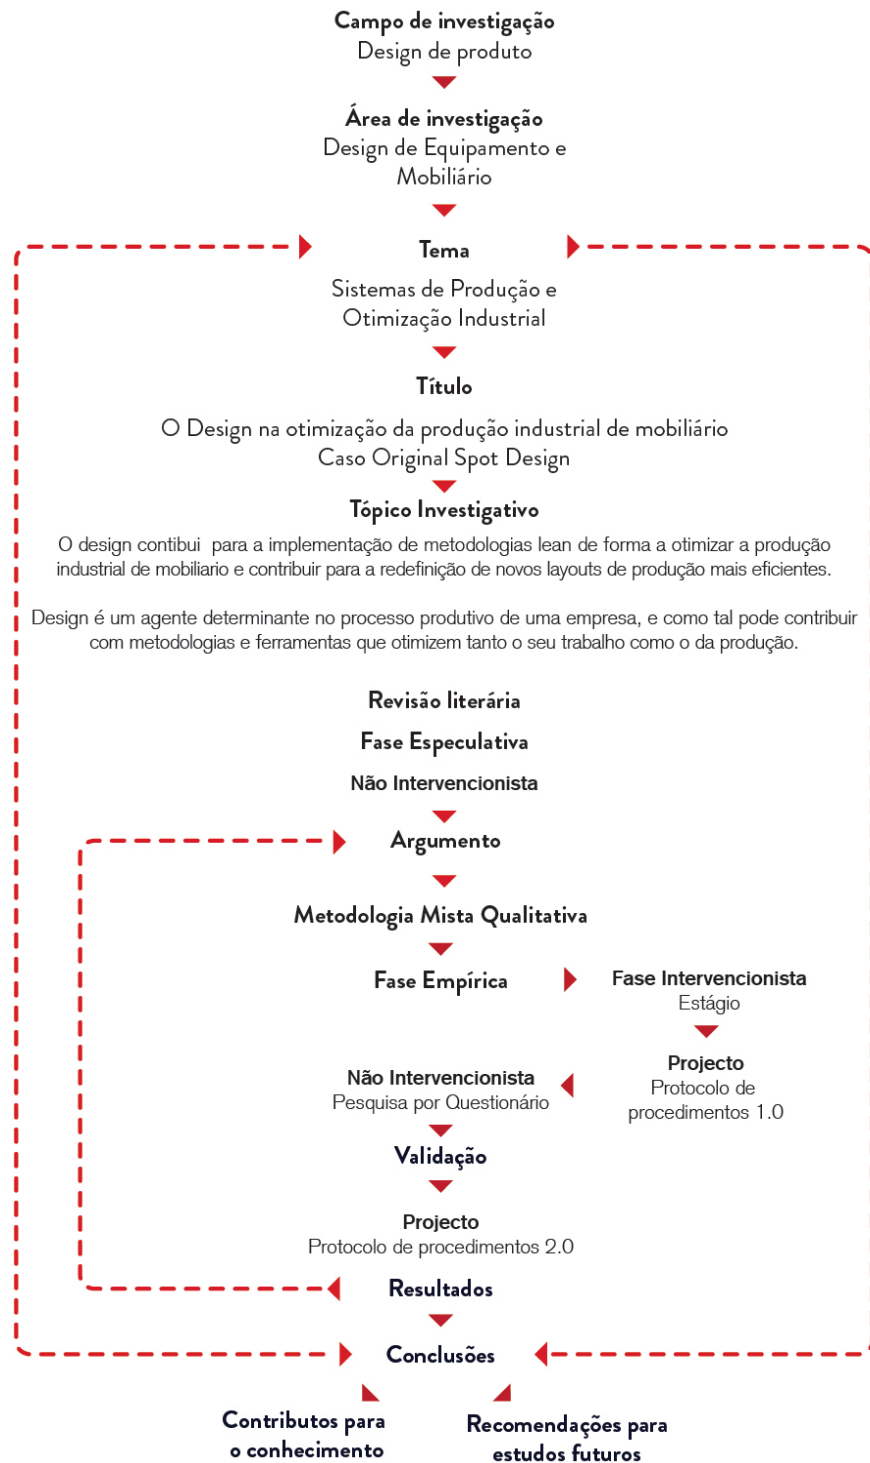 Campo de investigação
Design de produto
Área de investigação
Design de Equipamento e
Mobiliário
Tema
Sistemas de Produção e
Otimização Industrial
Título
O Design na otimização da produção industrial de mobiliário
Caso Original Spot Design
Tópico Investigativo
O design contibui para a implementação de metodologias lean de forma a otimizar a produção
industrial de mobiliario e contribuir para a redefinição de novos layouts de produção mais eficientes.
Design é um agente determinante no processo produtivo de uma empresa, e como tal pode contribuir
com metodologias e ferramentas que otimizem tanto o seu trabalho como o da produção.
Revisão literária
Fase Especulativa
Não Intervencionista
Argumento
Metodologia Mista Qualitativa
Fase Empírica
Fase Intervencionista
Estágio
Projecto
Protocolo de
procedimentos 1.0
Não Intervencionista
Pesquisa por Questionário
Validação
Projecto
Protocolo de procedimentos 2.0
Resultados
Conclusões
Contributos para
o conhecimento
Recomendações para
estudos futuros